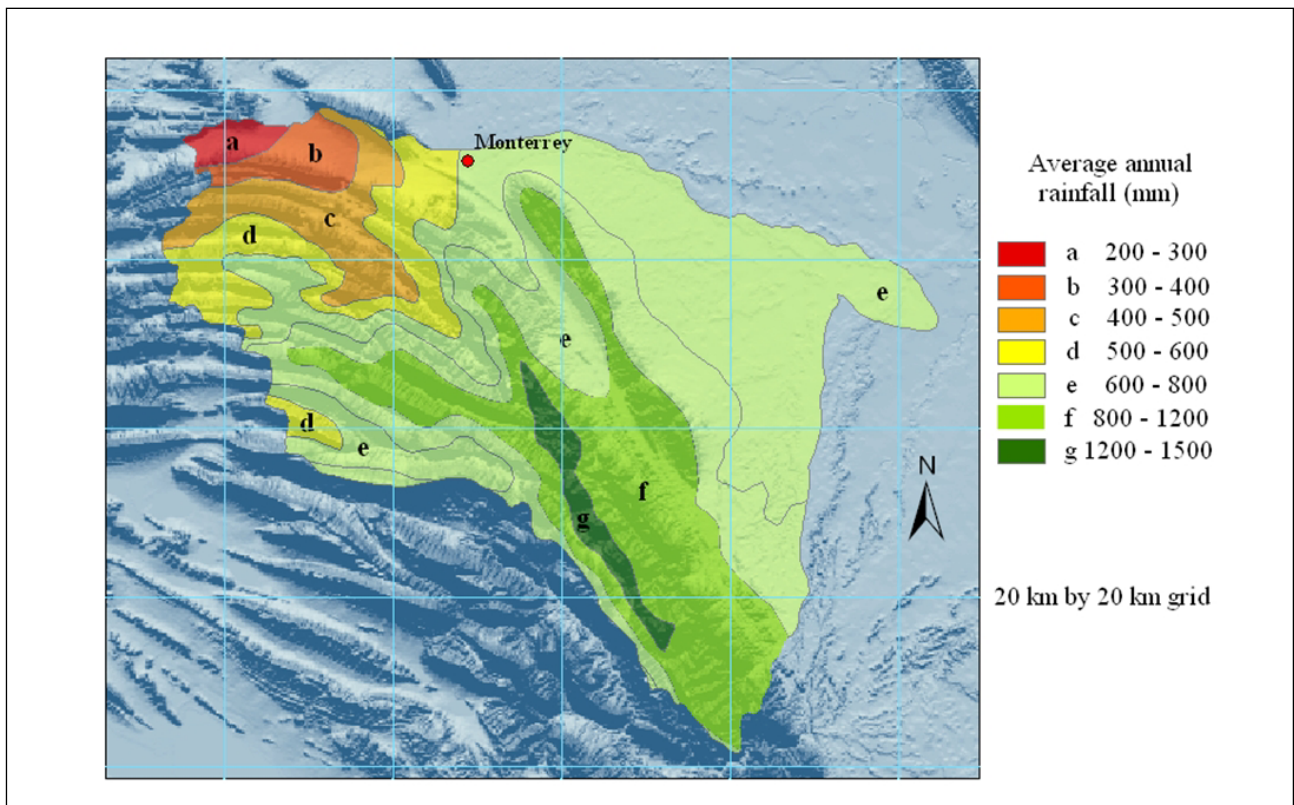 Monterrey
a
b
c
d
e
e
d
e
f
g
Average annual
rainfall (mm)
a 200 - 300
b 300 - 400
c 400 - 500
d 500 - 600
e 600 - 800
f 800 - 1200
g 1200 - 1500
N
20 km by 20 km grid